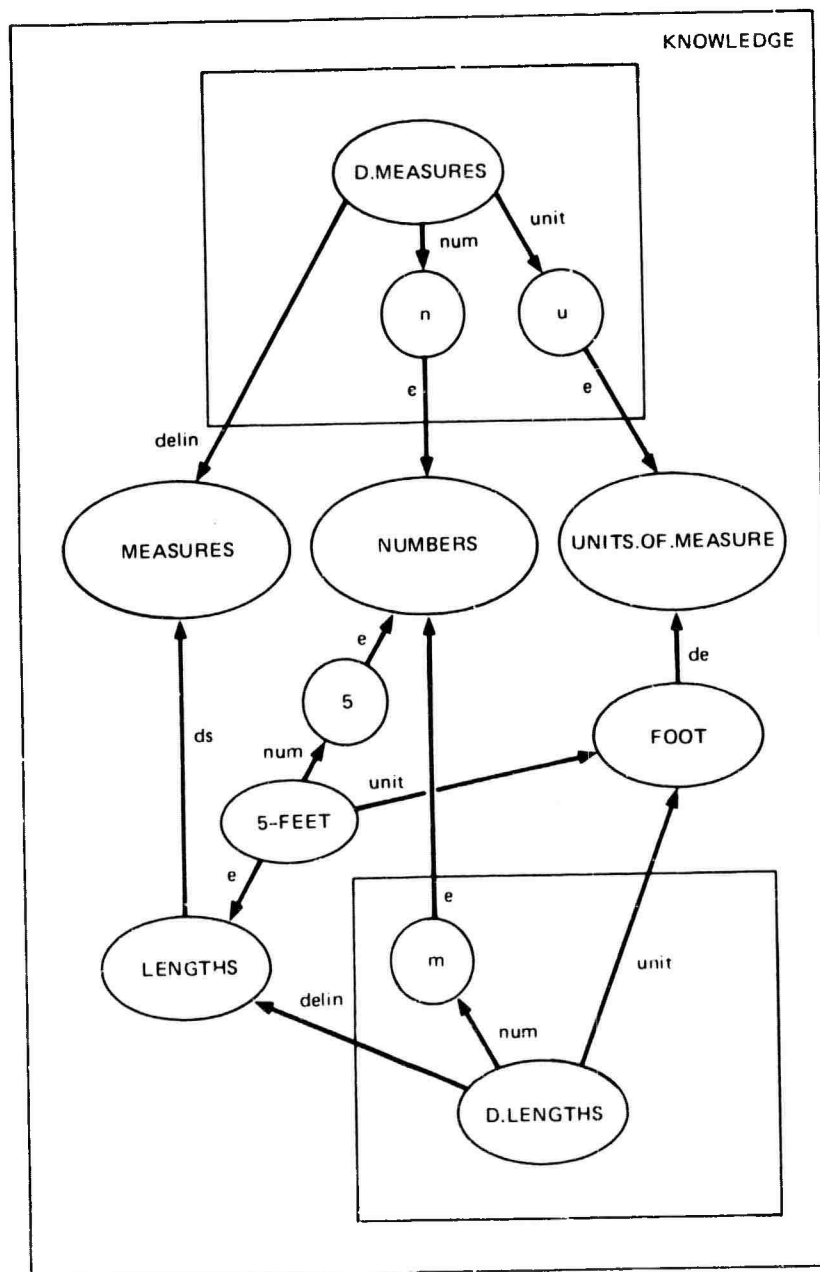 KNOWLEDGE
D.MEASURES
unit
num
n
u
e
e
delin
MEASURES
NUMBERS
UNITS.OF.MEASURE
e
de
5
FOOT
ds
num
unit
5-FEET
e
e
LENGTHS
m
unit
delin
num
D.LENGTHS